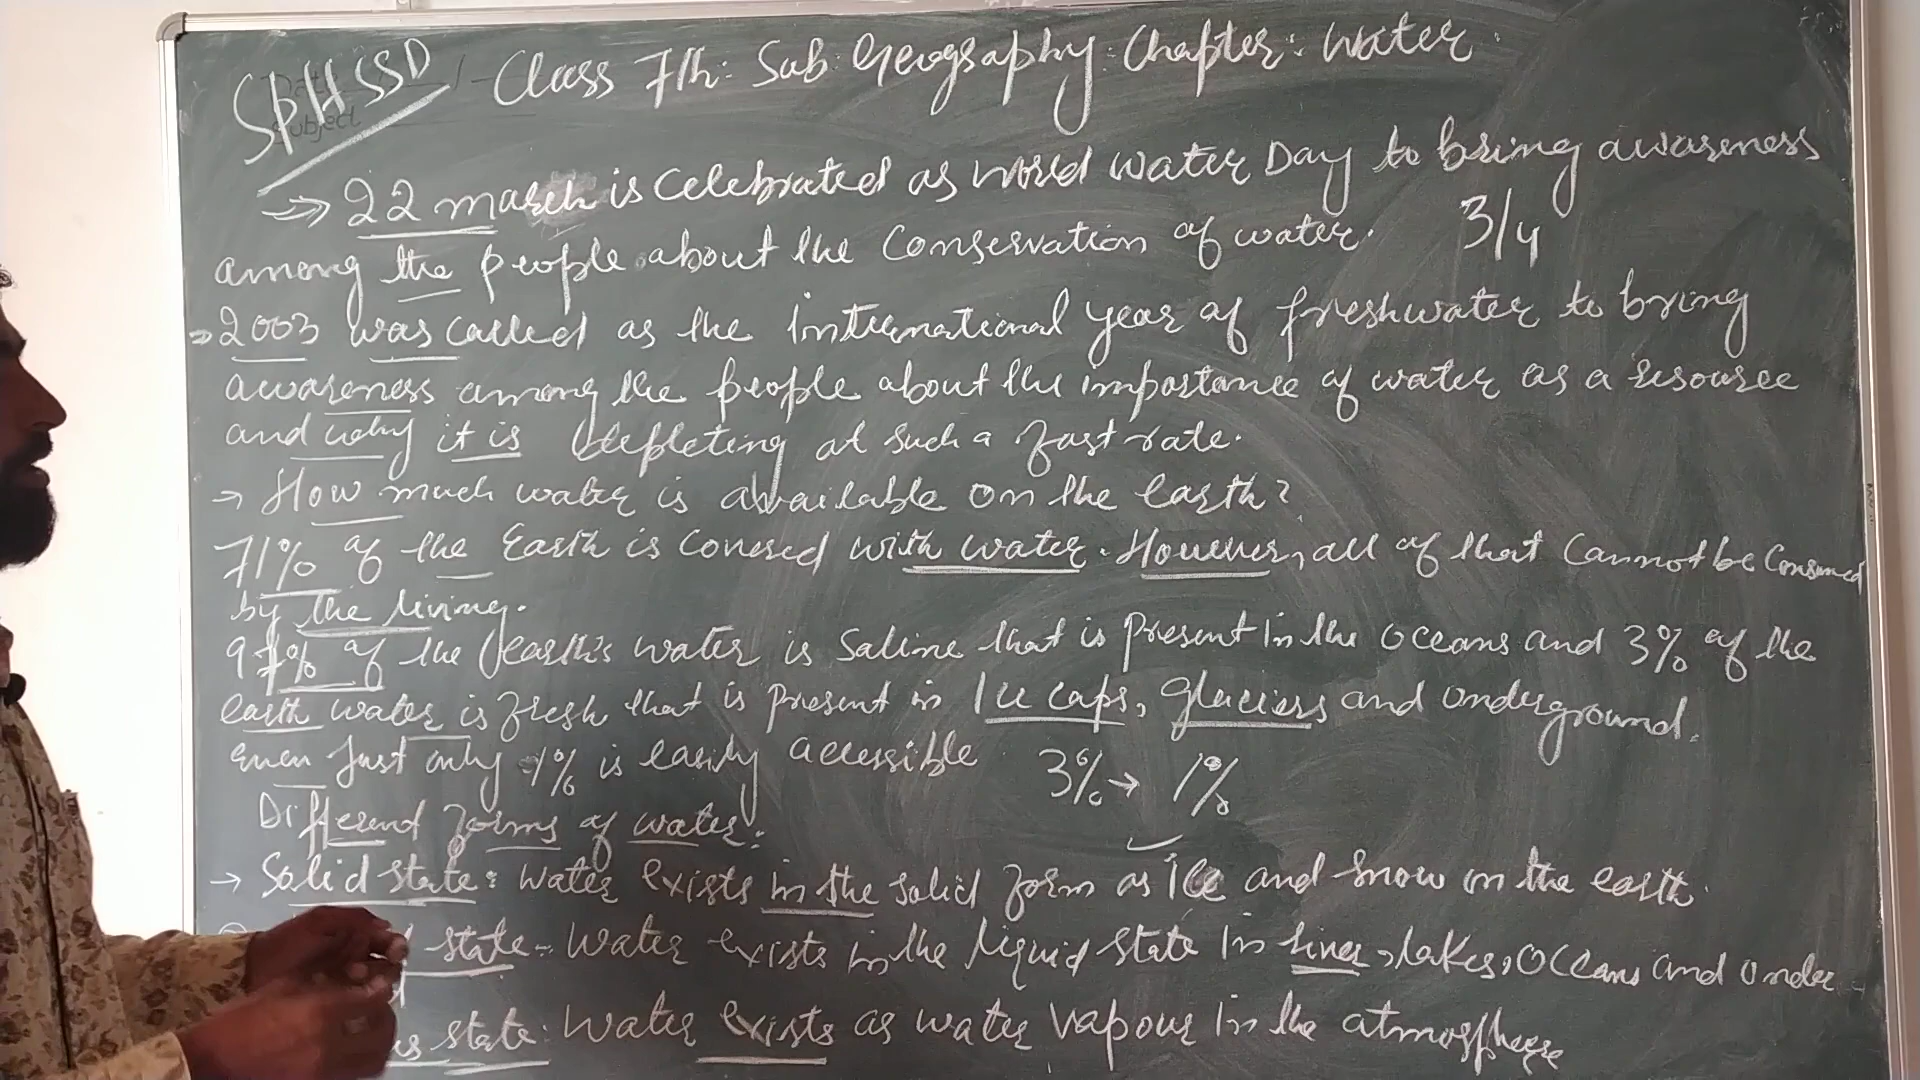 SPHSSD Class 7th: Sub Geography: Chapter: Water
Subject
22 march is celebrated as world water Day to bring awareness
among the people about the Conservation of water. 3/4
2003 was called as the international year of freshwater to bring
awareness among the people about the importance of water as a resource
and why it is depleting at such a fast rate.
→ How much water is available on the earth?
71% of the Earth is covered with water. However, all of that cannot be consumed
by the living.
97% of the earth's water is saline that is present in the oceans and 3% of the
earth water is fresh that is present in Ice caps, glaciers and underground.
Even just only 1% is easily accessible 3% → 1%
Different forms of water:
→ Solid state: Water exists in the solid form as ice and snow on the earth.
state:- Water exists in the liquid state in river, lakes, oceans and under-
state: Water exists as water vapour in the atmosphere